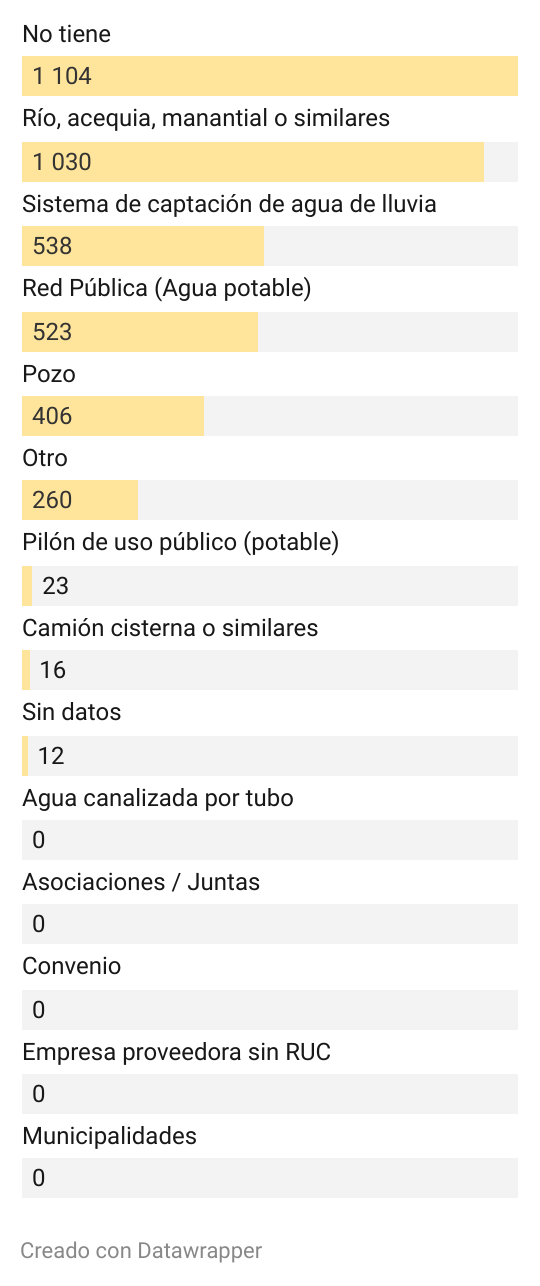 No tiene
1 104
Río, acequia, manantial o similares
1 030
Sistema de captación de agua de lluvia
538
Red Pública (Agua potable)
523
Pozo
406
Otro
260
Pilón de uso público (potable)
23
Camión cisterna o similares
16
Sin datos
12
Agua canalizada por tubo
0
Asociaciones / Juntas
0
Convenio
0
Empresa proveedora sin RUC
0
Municipalidades
0
Creado con Datawrapper